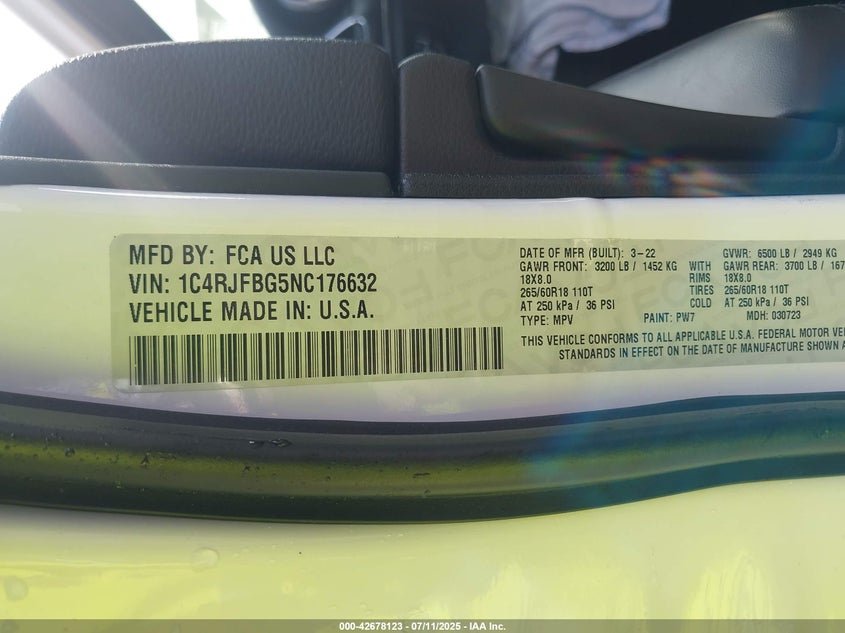 MFD BY: FCA US LLC
VIN: 1C4RJFBG5NC176632
VEHICLE MADE IN: U.S.A.
DATE OF MFR (BUILT): 3-22 GVWR: 6500 LB / 2949 KG
GAWR FRONT: 3200 LB / 1452 KG GAWR REAR: 3700 LB /
18X8.0 RIMS 18X8.0
265/60R18 110T TIRES 265/60R18 110T
AT 250 kPa / 36 PSI COLD AT 250 kPa / 36 PSI
TYPE: MPV PAINT: PW7 MDH: 030723
THIS VEHICLE CONFORMS TO ALL APPLICABLE U.S.A. FEDERAL MOTOR
STANDARDS IN EFFECT ON THE DATE OF MANUFACTURE SHOWN
000-42678123 - 07/11/2025 - IAA Inc.